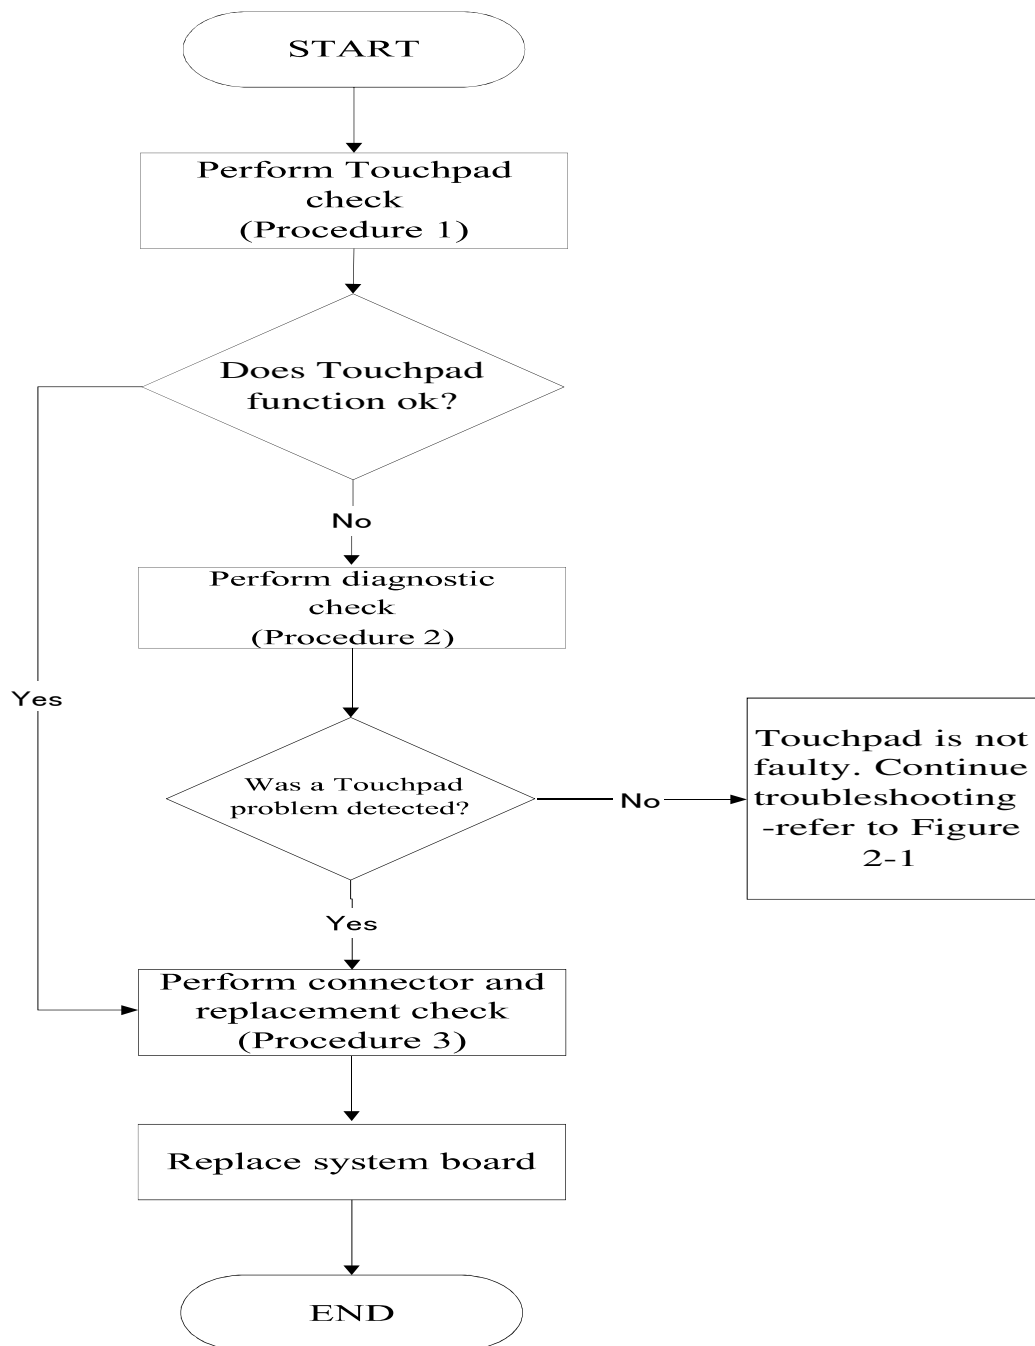 START
Perform Touchpad
check
(Procedure 1)
Does Touchpad
function ok?
No
Perform diagnostic
check
(Procedure 2)
Yes
Was a Touchpad
problem detected?
No
Touchpad is not
faulty. Continue
troubleshooting
-refer to Figure
2-1
Yes
Perform connector and
replacement check
(Procedure 3)
Replace system board
END